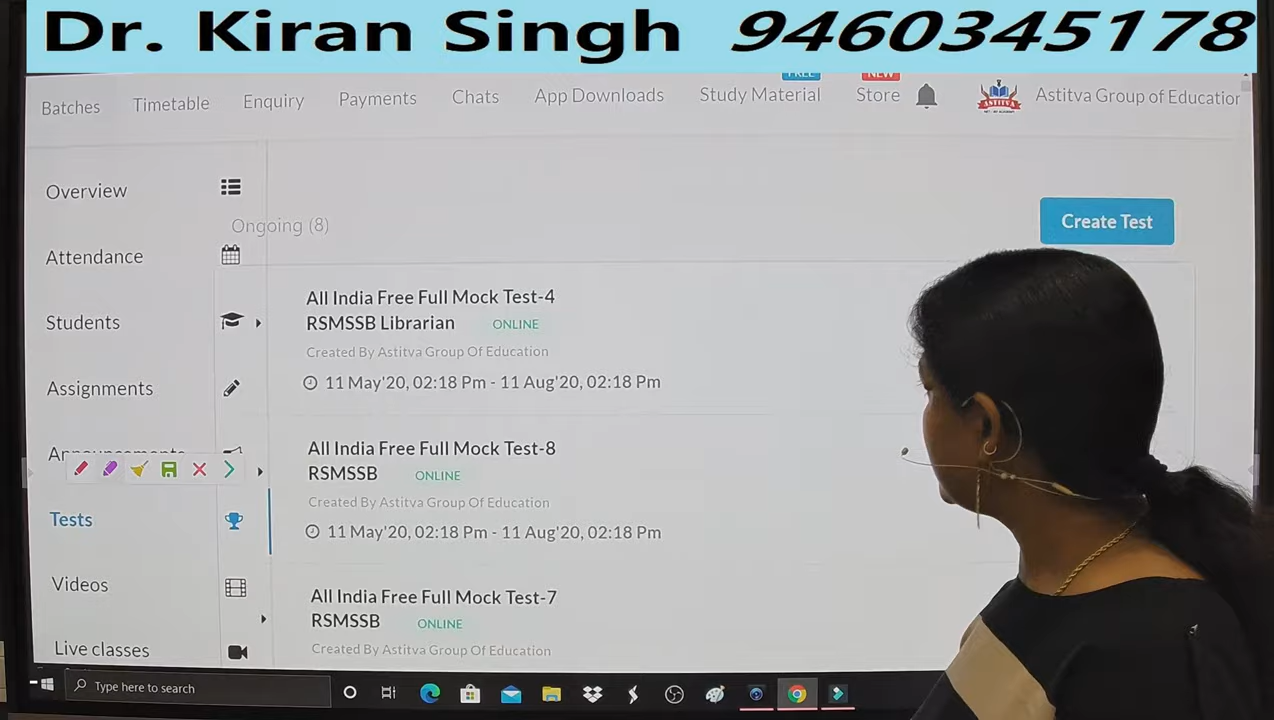 Dr. Kiran Singh 9460345178
FREE NEW
Batches Timetable Enquiry Payments Chats App Downloads Study Material Store ASTITVA Astitva Group of Education
Overview
Ongoing (8)
Create Test
Attendance
All India Free Full Mock Test-4
Students
RSMSSB Librarian ONLINE
Created By Astitva Group Of Education
Assignments
11 May'20, 02:18 Pm - 11 Aug'20, 02:18 Pm
Announcements
All India Free Full Mock Test-8
RSMSSB ONLINE
Created By Astitva Group Of Education
Tests
11 May'20, 02:18 Pm - 11 Aug'20, 02:18 Pm
Videos
All India Free Full Mock Test-7
RSMSSB ONLINE
Live classes
Created By Astitva Group Of Education
Type here to search